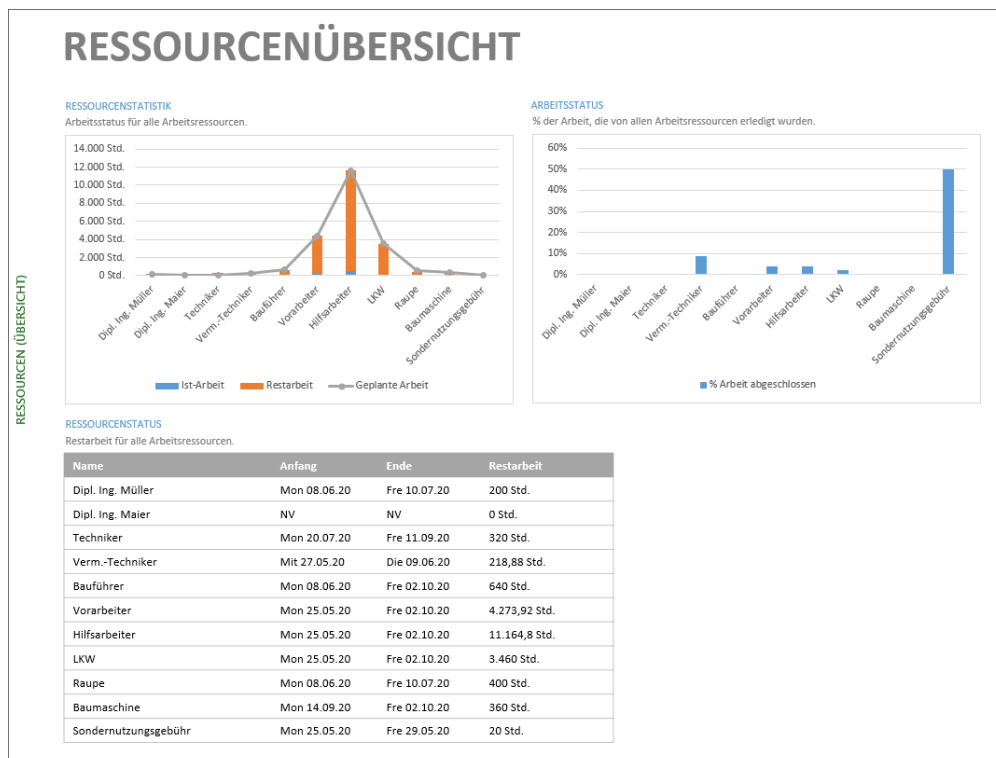 RESSOURCENÜBERSICHT
RESSOURCEN (ÜBERSICHT)
RESSOURCENSTATISTIK
Arbeitsstatus für alle Arbeitsressourcen.
14.000 Std.
12.000 Std.
10.000 Std.
8.000 Std.
6.000 Std.
4.000 Std.
2.000 Std.
0 Std.
Dipl. Ing. Müller
Dipl. Ing. Maier
Techniker
Verm.-Techniker
Bauführer
Vorarbeiter
Hilfsarbeiter
LKW
Raupe
Baumaschine
Sondernutzungsgebühr
Ist-Arbeit Restarbeit Geplante Arbeit
ARBEITSSTATUS
% der Arbeit, die von allen Arbeitsressourcen erledigt wurden.
60%
50%
40%
30%
20%
10%
0%
Dipl. Ing. Müller
Dipl. Ing. Maier
Techniker
Verm.-Techniker
Bauführer
Vorarbeiter
Hilfsarbeiter
LKW
Raupe
Baumaschine
Sondernutzungsgebühr
% Arbeit abgeschlossen
RESSOURCENSTATUS
Restarbeit für alle Arbeitsressourcen.
Name Anfang Ende Restarbeit
Dipl. Ing. Müller Mon 08.06.20 Fre 10.07.20 200 Std.
Dipl. Ing. Maier NV NV 0 Std.
Techniker Mon 20.07.20 Fre 11.09.20 320 Std.
Verm.-Techniker Mit 27.05.20 Die 09.06.20 218,88 Std.
Bauführer Mon 08.06.20 Fre 02.10.20 640 Std.
Vorarbeiter Mon 25.05.20 Fre 02.10.20 4.273,92 Std.
Hilfsarbeiter Mon 25.05.20 Fre 02.10.20 11.164,8 Std.
LKW Mon 25.05.20 Fre 02.10.20 3.460 Std.
Raupe Mon 08.06.20 Fre 10.07.20 400 Std.
Baumaschine Mon 14.09.20 Fre 02.10.20 360 Std.
Sondernutzungsgebühr Mon 25.05.20 Fre 29.05.20 20 Std.